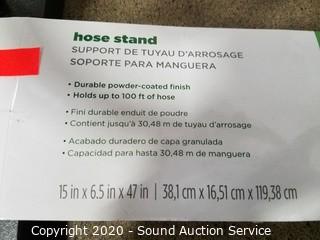 hose stand
SUPPORT DE TUYAU D'ARROSAGE
SOPORTE PARA MANGUERA
• Durable powder-coated finish
• Holds up to 100 ft of hose
• Fini durable enduit de poudre
• Contient jusqu'à 30,48 m de tuyau d'arrosage
• Acabado duradero de capa granulada
• Capacidad para hasta 30,48 m de manguera
15 in x 6.5 in x 47 in | 38,1 cm x 16,51 cm x 119,38 cm
Copyright 2020 - Sound Auction Service